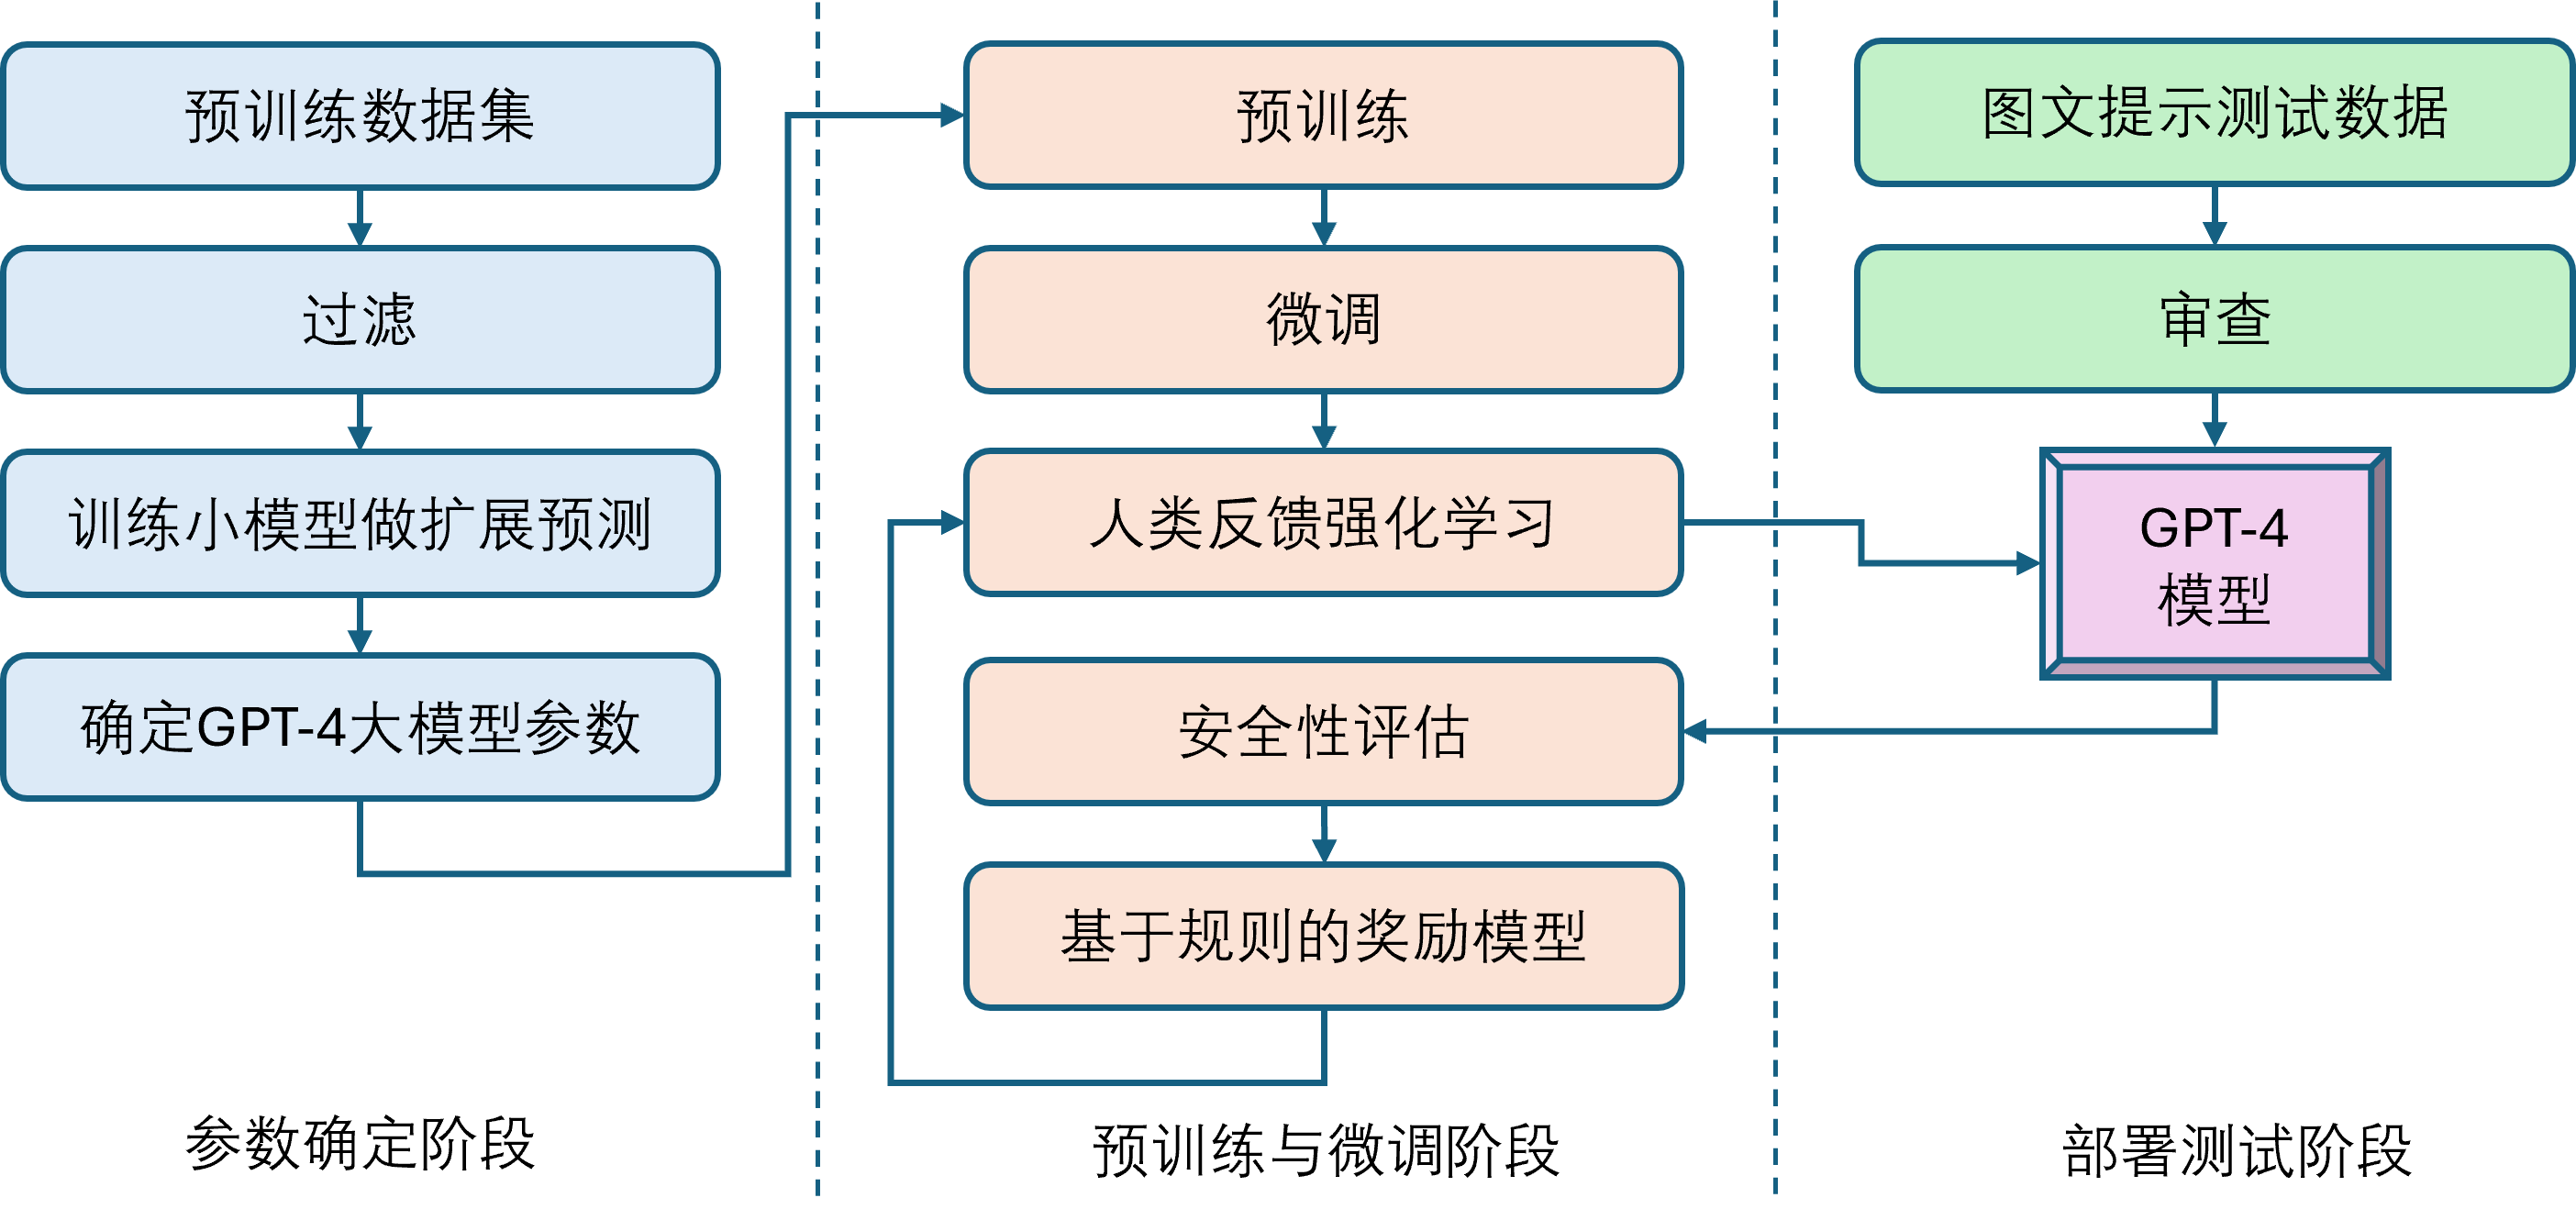 预训练数据集
过滤
训练小模型做扩展预测
确定GPT-4大模型参数
参数确定阶段
预训练
微调
人类反馈强化学习
安全性评估
基于规则的奖励模型
预训练与微调阶段
图文提示测试数据
审查
GPT-4
模型
部署测试阶段